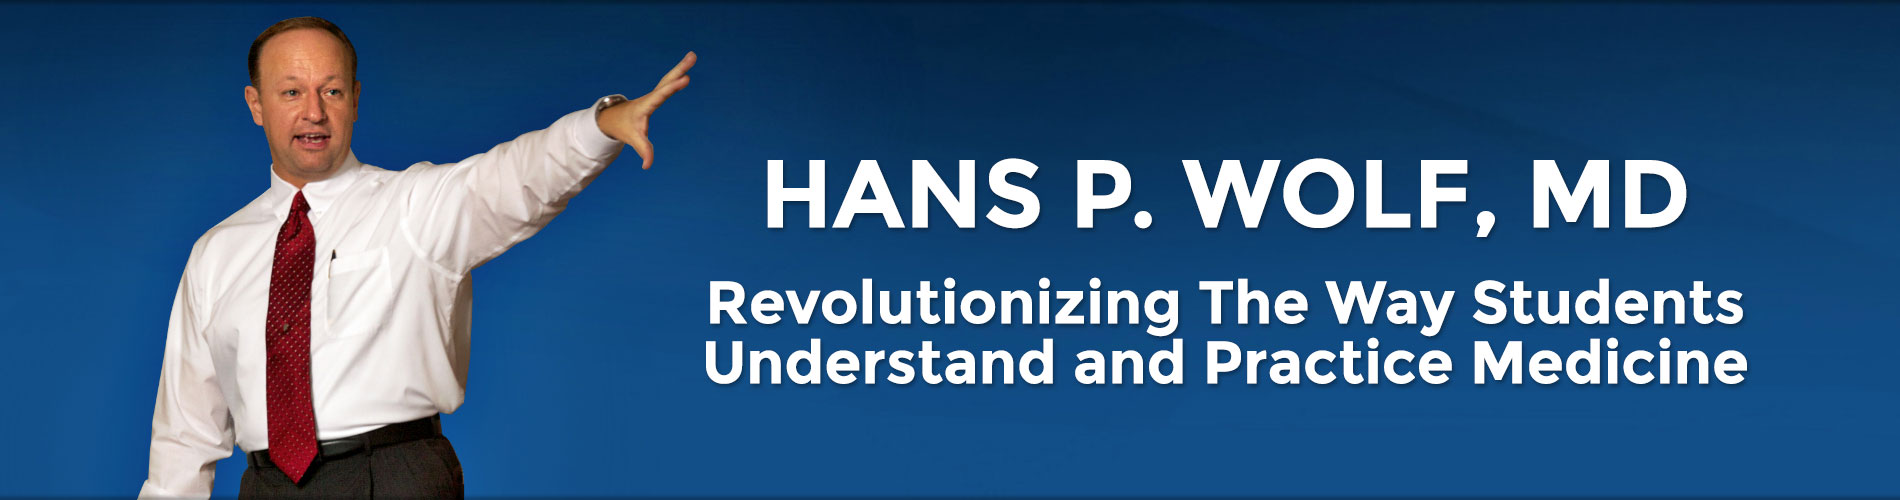 HANS P. WOLF, MD
Revolutionizing The Way Students
Understand and Practice Medicine